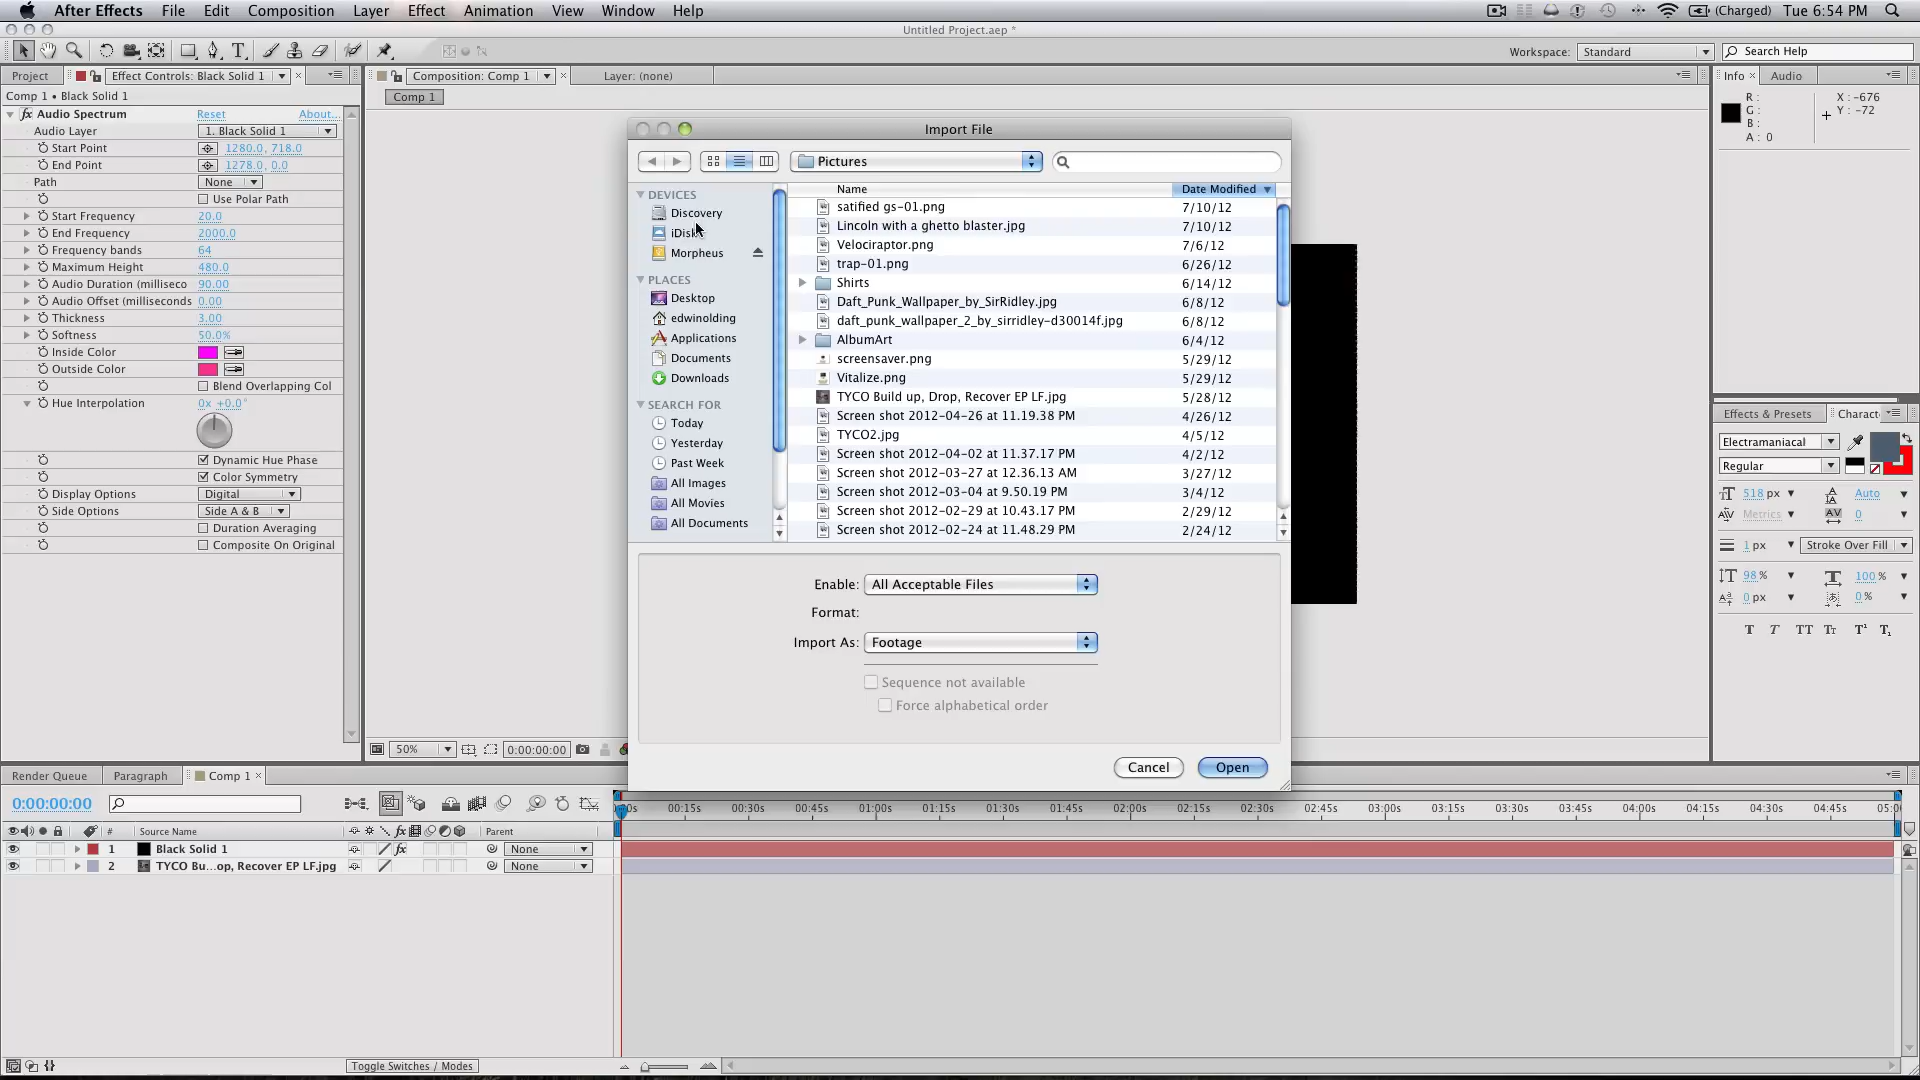 After Effects File Edit Composition Layer Effect Animation View Window Help (Charged) Tue 6:54 PM
Untitled Project.aep *
Workspace: Standard Search Help
Project Effect Controls: Black Solid 1 Composition: Comp 1 Layer: (none) Info Audio
Comp 1 • Black Solid 1
Comp 1
Audio Spectrum Reset About...
Audio Layer 1. Black Solid 1
Start Point 1280.0, 718.0
End Point 1278.0, 0.0
Path None
Use Polar Path
Start Frequency 20.0
End Frequency 2000.0
Frequency bands 64
Maximum Height 480.0
Audio Duration (milliseco 90.00
Audio Offset (milliseconds 0.00
Thickness 3.00
Softness 50.0%
Inside Color
Outside Color
Blend Overlapping Col
Hue Interpolation 0x +0.0°
Dynamic Hue Phase
Color Symmetry
Display Options Digital
Side Options Side A & B
Duration Averaging
Composite On Original
Import File
Pictures
DEVICES
Discovery
iDisk
Morpheus
PLACES
Desktop
edwinolding
Applications
Documents
Downloads
SEARCH FOR
Today
Yesterday
Past Week
All Images
All Movies
All Documents
Name Date Modified
satified gs-01.png 7/10/12
Lincoln with a ghetto blaster.jpg 7/10/12
Velociraptor.png 7/6/12
trap-01.png 6/26/12
Shirts 6/14/12
Daft_Punk_Wallpaper_by_SirRidley.jpg 6/8/12
daft_punk_wallpaper_2_by_sirridley-d30014f.jpg 6/8/12
AlbumArt 6/4/12
screensaver.png 5/29/12
Vitalize.png 5/29/12
TYCO Build up, Drop, Recover EP LF.jpg 5/28/12
Screen shot 2012-04-26 at 11.19.38 PM 4/26/12
TYCO2.jpg 4/5/12
Screen shot 2012-04-02 at 11.37.17 PM 4/2/12
Screen shot 2012-03-27 at 12.36.13 AM 3/27/12
Screen shot 2012-03-04 at 9.50.19 PM 3/4/12
Screen shot 2012-02-29 at 10.43.17 PM 2/29/12
Screen shot 2012-02-24 at 11.48.29 PM 2/24/12
Enable: All Acceptable Files
Format:
Import As: Footage
Sequence not available
Force alphabetical order
Cancel Open
R : X : -676
G : Y : -72
B :
A : 0
Effects & Presets Charact
Electramaniacal
Regular
518 px Auto
Metrics 0
1 px Stroke Over Fill
98 % 100 %
0 px 0 %
T T TT Tт T¹ T₁
50% 0:00:00:00
Render Queue Paragraph Comp 1
0:00:00:00
00:15s 00:30s 00:45s 01:00s 01:15s 01:30s 01:45s 02:00s 02:15s 02:30s 02:45s 03:00s 03:15s 03:30s 03:45s 04:00s 04:15s 04:30s 04:45s 05:0
# Source Name Parent
1 Black Solid 1 None
2 TYCO Bu...op, Recover EP LF.jpg None
Toggle Switches / Modes